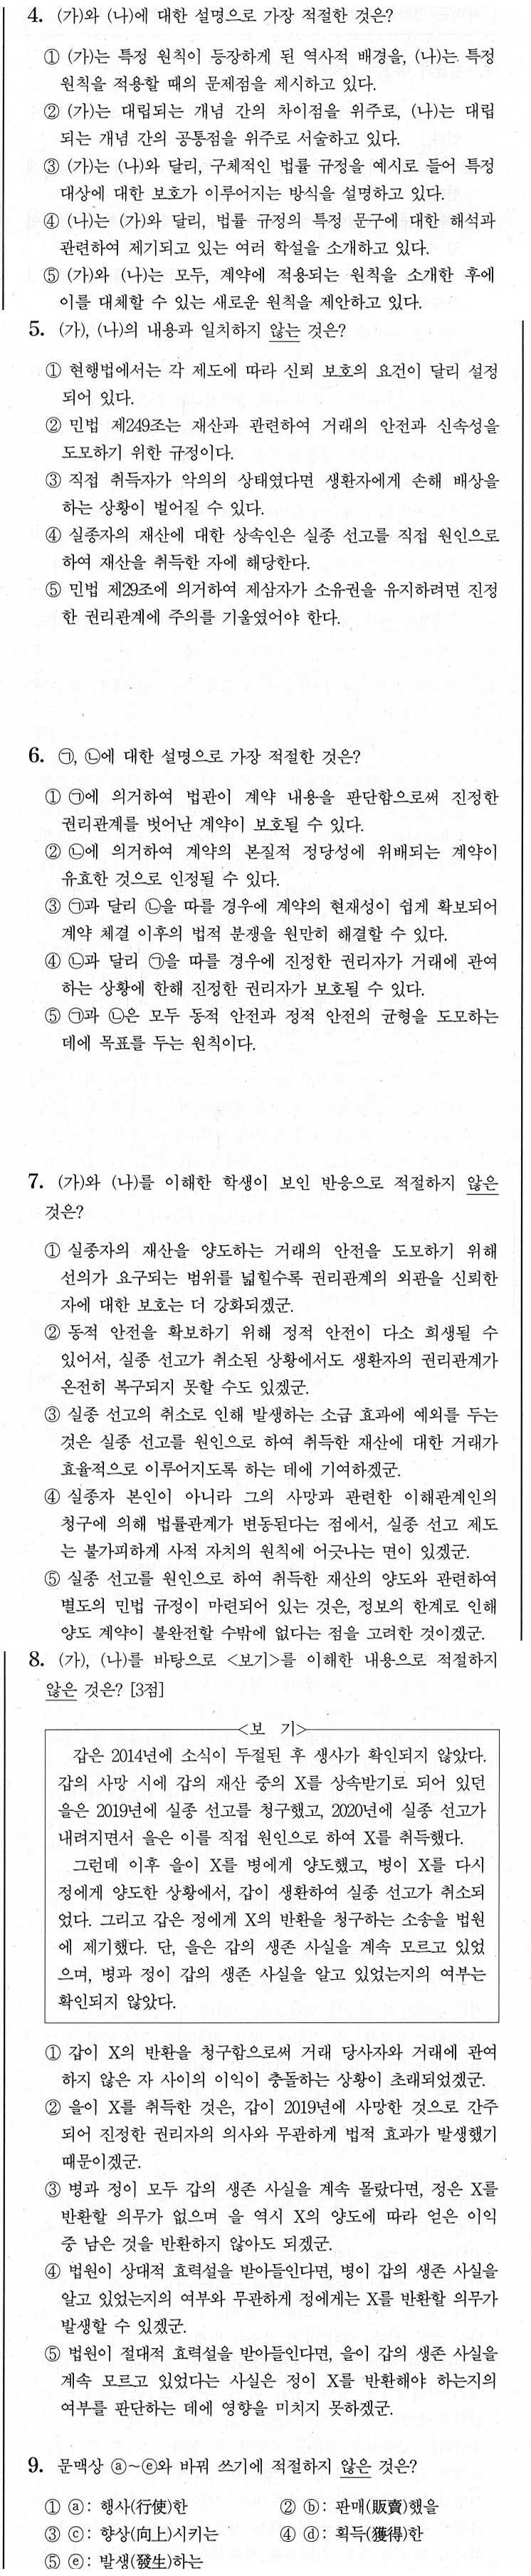 4. (가)와 (나)에 대한 설명으로 가장 적절한 것은?
① (가)는 특정 원칙이 등장하게 된 역사적 배경을, (나)는 특정
원칙을 적용할 때의 문제점을 제시하고 있다.
② (가)는 대립되는 개념 간의 차이점을 위주로, (나)는 대립
되는 개념 간의 공통점을 위주로 서술하고 있다.
③ (가)는 (나)와 달리, 구체적인 법률 규정을 예시로 들어 특정
대상에 대한 보호가 이루어지는 방식을 설명하고 있다.
④ (나)는 (가)와 달리, 법률 규정의 특정 문구에 대한 해석과
관련하여 제기되고 있는 여러 학설을 소개하고 있다.
⑤ (가)와 (나)는 모두, 계약에 적용되는 원칙을 소개한 후에
이를 대체할 수 있는 새로운 원칙을 제안하고 있다.
5. (가), (나)의 내용과 일치하지 않는 것은?
① 현행법에서는 각 제도에 따라 신뢰 보호의 요건이 달리 설정
되어 있다.
② 민법 제249조는 재산과 관련하여 거래의 안전과 신속성을
도모하기 위한 규정이다.
③ 직접 취득자가 악의의 상태였다면 생환자에게 손해 배상을
하는 상황이 벌어질 수 있다.
④ 실종자의 재산에 대한 상속인은 실종 선고를 직접 원인으로
하여 재산을 취득한 자에 해당한다.
⑤ 민법 제29조에 의거하여 제삼자가 소유권을 유지하려면 진정
한 권리관계에 주의를 기울였어야 한다.
6. ㉠, ㉡에 대한 설명으로 가장 적절한 것은?
① ㉠에 의거하여 법관이 계약 내용을 판단함으로써 진정한
권리관계를 벗어난 계약이 보호될 수 있다.
② ㉡에 의거하여 계약의 본질적 정당성에 위배되는 계약이
유효한 것으로 인정될 수 있다.
③ ㉠과 달리 ㉡을 따를 경우에 계약의 현재성이 쉽게 확보되어
계약 체결 이후의 법적 분쟁을 원만히 해결할 수 있다.
④ ㉡과 달리 ㉠을 따를 경우에 진정한 권리자가 거래에 관여
하는 상황에 한해 진정한 권리자가 보호될 수 있다.
⑤ ㉠과 ㉡은 모두 동적 안전과 정적 안전의 균형을 도모하는
데에 목표를 두는 원칙이다.
7. (가)와 (나)를 이해한 학생이 보인 반응으로 적절하지 않은
것은?
① 실종자의 재산을 양도하는 거래의 안전을 도모하기 위해
선의가 요구되는 범위를 넓힐수록 권리관계의 외관을 신뢰한
자에 대한 보호는 더 강화되겠군.
② 동적 안전을 확보하기 위해 정적 안전이 다소 희생될 수
있어서, 실종 선고가 취소된 상황에서도 생환자의 권리관계가
온전히 복구되지 못할 수도 있겠군.
③ 실종 선고의 취소로 인해 발생하는 소급 효과에 예외를 두는
것은 실종 선고를 원인으로 하여 취득한 재산에 대한 거래가
효율적으로 이루어지도록 하는 데에 기여하겠군.
④ 실종자 본인이 아니라 그의 사망과 관련한 이해관계인의
청구에 의해 법률관계가 변동된다는 점에서, 실종 선고 제도
는 불가피하게 사적 자치의 원칙에 어긋나는 면이 있겠군.
⑤ 실종 선고를 원인으로 하여 취득한 재산의 양도와 관련하여
별도의 민법 규정이 마련되어 있는 것은, 정보의 한계로 인해
양도 계약이 불완전할 수밖에 없다는 점을 고려한 것이겠군.
8. (가), (나)를 바탕으로 <보기>를 이해한 내용으로 적절하지
않은 것은? [3점]
<보 기>
갑은 2014년에 소식이 두절된 후 생사가 확인되지 않았다.
갑의 사망 시에 갑의 재산 중의 X를 상속받기로 되어 있던
을은 2019년에 실종 선고를 청구했고, 2020년에 실종 선고가
내려지면서 을은 이를 직접 원인으로 하여 X를 취득했다.
그런데 이후 을이 X를 병에게 양도했고, 병이 X를 다시
정에게 양도한 상황에서, 갑이 생환하여 실종 선고가 취소되
었다. 그리고 갑은 정에게 X의 반환을 청구하는 소송을 법원
에 제기했다. 단, 을은 갑의 생존 사실을 계속 모르고 있었
으며, 병과 정이 갑의 생존 사실을 알고 있었는지의 여부는
확인되지 않았다.
① 갑이 X의 반환을 청구함으로써 거래 당사자와 거래에 관여
하지 않은 자 사이의 이익이 충돌하는 상황이 초래되었겠군.
② 을이 X를 취득한 것은, 갑이 2019년에 사망한 것으로 간주
되어 진정한 권리자의 의사와 무관하게 법적 효과가 발생했기
때문이겠군.
③ 병과 정이 모두 갑의 생존 사실을 계속 몰랐다면, 정은 X를
반환할 의무가 없으며 을 역시 X의 양도에 따라 얻은 이익
중 남은 것을 반환하지 않아도 되겠군.
④ 법원이 상대적 효력설을 받아들인다면, 병이 갑의 생존 사실을
알고 있었는지의 여부와 무관하게 정에게는 X를 반환할 의무가
발생할 수 있겠군.
⑤ 법원이 절대적 효력설을 받아들인다면, 을이 갑의 생존 사실을
계속 모르고 있었다는 사실은 정이 X를 반환해야 하는지의
여부를 판단하는 데에 영향을 미치지 못하겠군.
9. 문맥상 ⓐ~ⓔ와 바꿔 쓰기에 적절하지 않은 것은?
① ⓐ: 행사(行使)한 ② ⓑ: 판매(販賣)했을
③ ⓒ: 향상(向上)시키는 ④ ⓓ: 획득(獲得)한
⑤ ⓔ: 발생(發生)하는